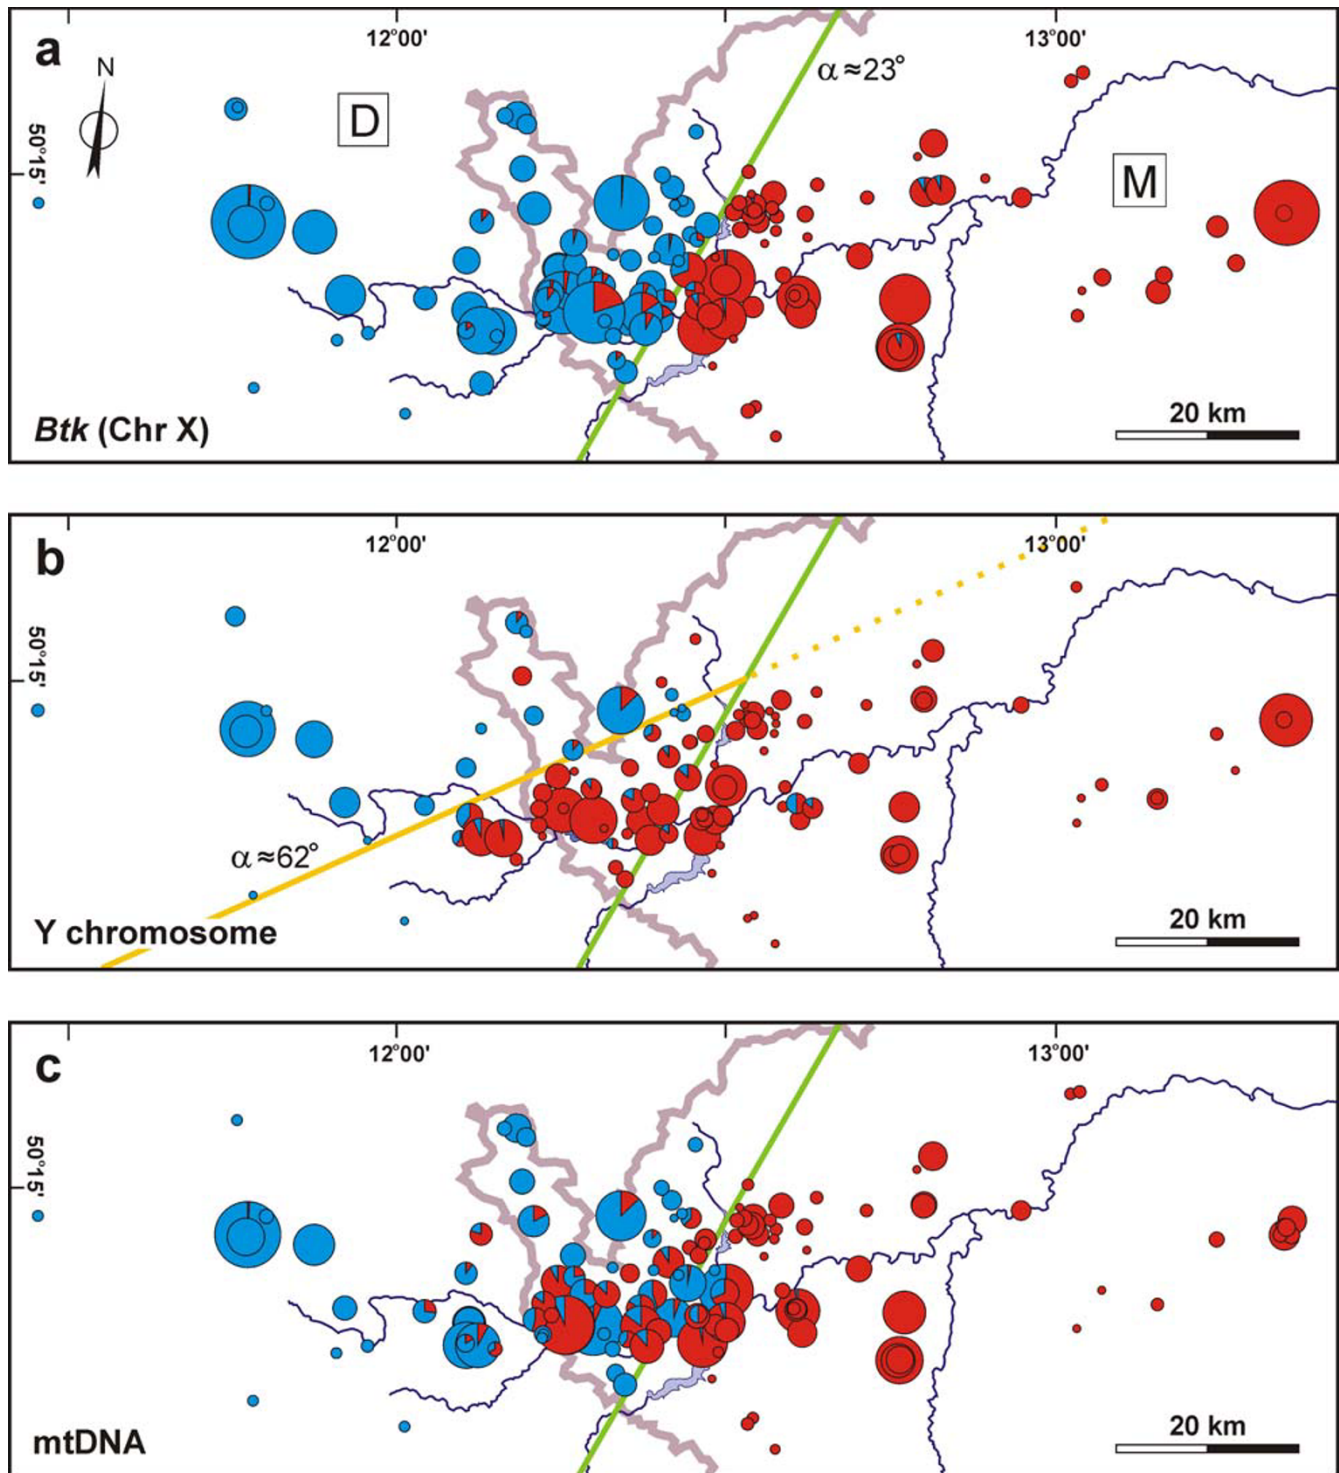 a
12°00'
13°00'
α≈23°
N
D
50°15'
M
Btk (Chr X)
20 km
b
12°00'
13°00'
50°15'
α≈62°
Y chromosome
20 km
c
12°00'
13°00'
50°15'
mtDNA
20 km